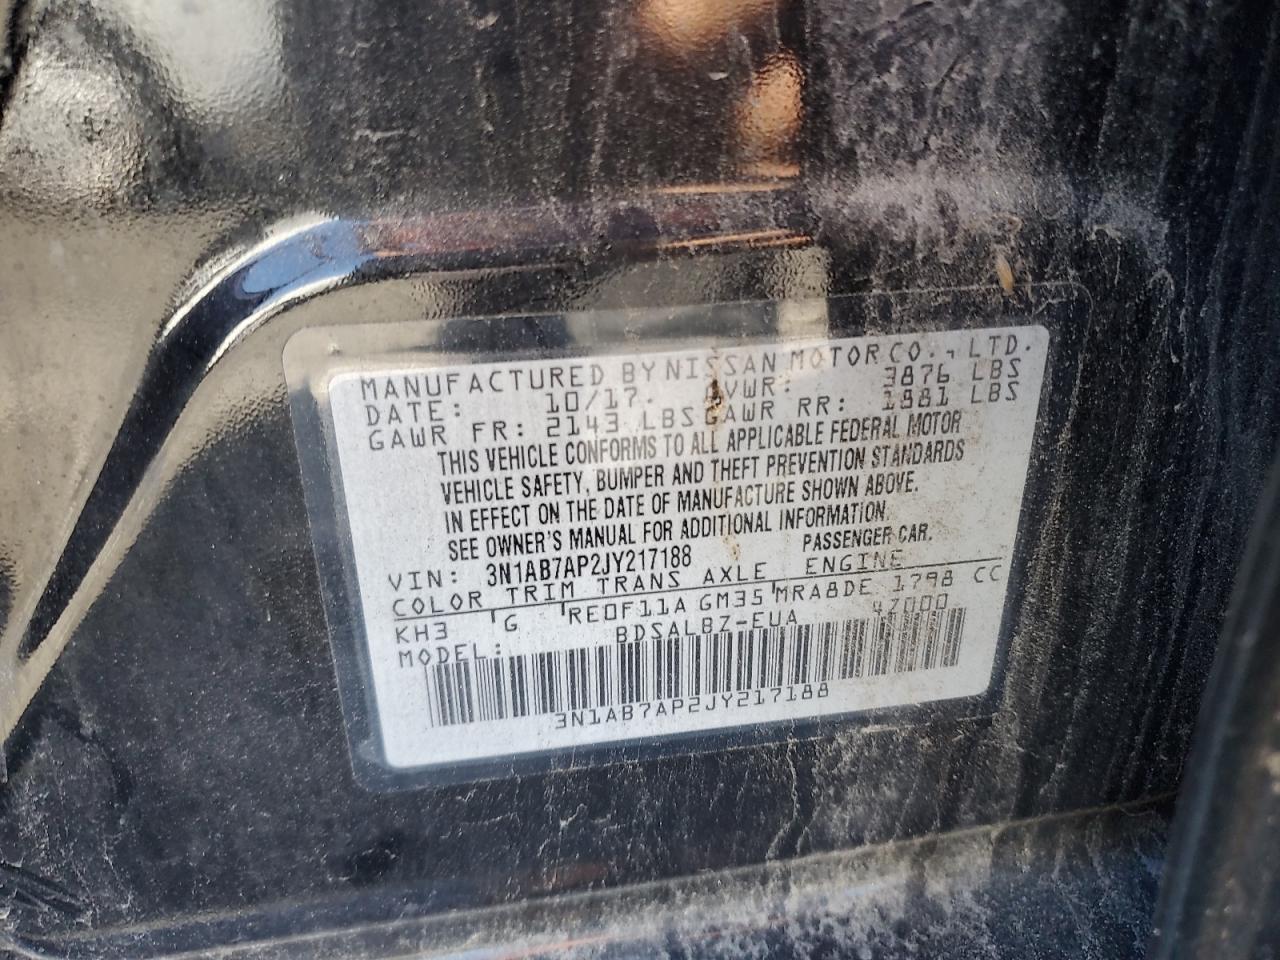 MANUFACTURED BY NISSAN MOTOR CO., LTD.
DATE: 10/17. GVWR: 3876 LBS
GAWR FR: 2143 LBS GAWR RR: 1981 LBS
THIS VEHICLE CONFORMS TO ALL APPLICABLE FEDERAL MOTOR
VEHICLE SAFETY, BUMPER AND THEFT PREVENTION STANDARDS
IN EFFECT ON THE DATE OF MANUFACTURE SHOWN ABOVE.
SEE OWNER'S MANUAL FOR ADDITIONAL INFORMATION.
VIN: 3N1AB7AP2JY217188 PASSENGER CAR.
COLOR TRIM TRANS AXLE ENGINE
KH3 G RE0F11A GM35 MRA8DE 1798 CC
MODEL: BDSALBZ-EUA 47000
3N1AB7AP2JY217188